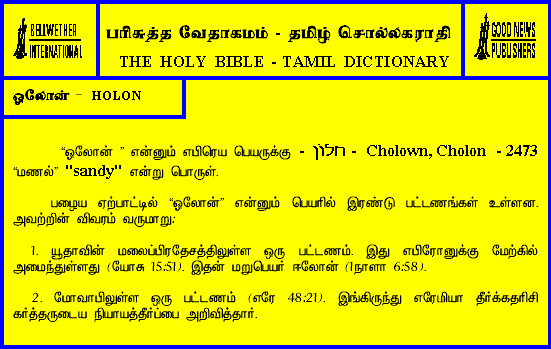 BELLWETHER
INTERNATIONAL
பரிசுத்த வேதாகமம் - தமிழ் சொல்லகராதி
THE HOLY BIBLE - TAMIL DICTIONARY
GOOD NEWS
PUBLISHERS
ஓலோன் - HOLON
“ஓலோன் ” என்னும் எபிரெய பெயருக்கு - חלון - Cholown, Cholon - 2473
“மணல்” "sandy" என்று பொருள்.
பழைய ஏற்பாட்டில் “ஓலோன்” என்னும் பெயரில் இரண்டு பட்டணங்கள் உள்ளன.
அவற்றின் விவரம் வருமாறு:
1. யூதாவின் மலைப்பிரதேசத்திலுள்ள ஒரு பட்டணம். இது எபிரோனுக்கு மேற்கில்
அமைந்துள்ளது (யோசு 15:51). இதன் மறுபெயர் ஈலோன் (1நாளா 6:58).
2. மோவாபிலுள்ள ஒரு பட்டணம் (எரே 48:21). இங்கிருந்து எரேமியா தீர்க்கதரிசி
கர்த்தருடைய நியாயத்தீர்ப்பை அறிவித்தார்.